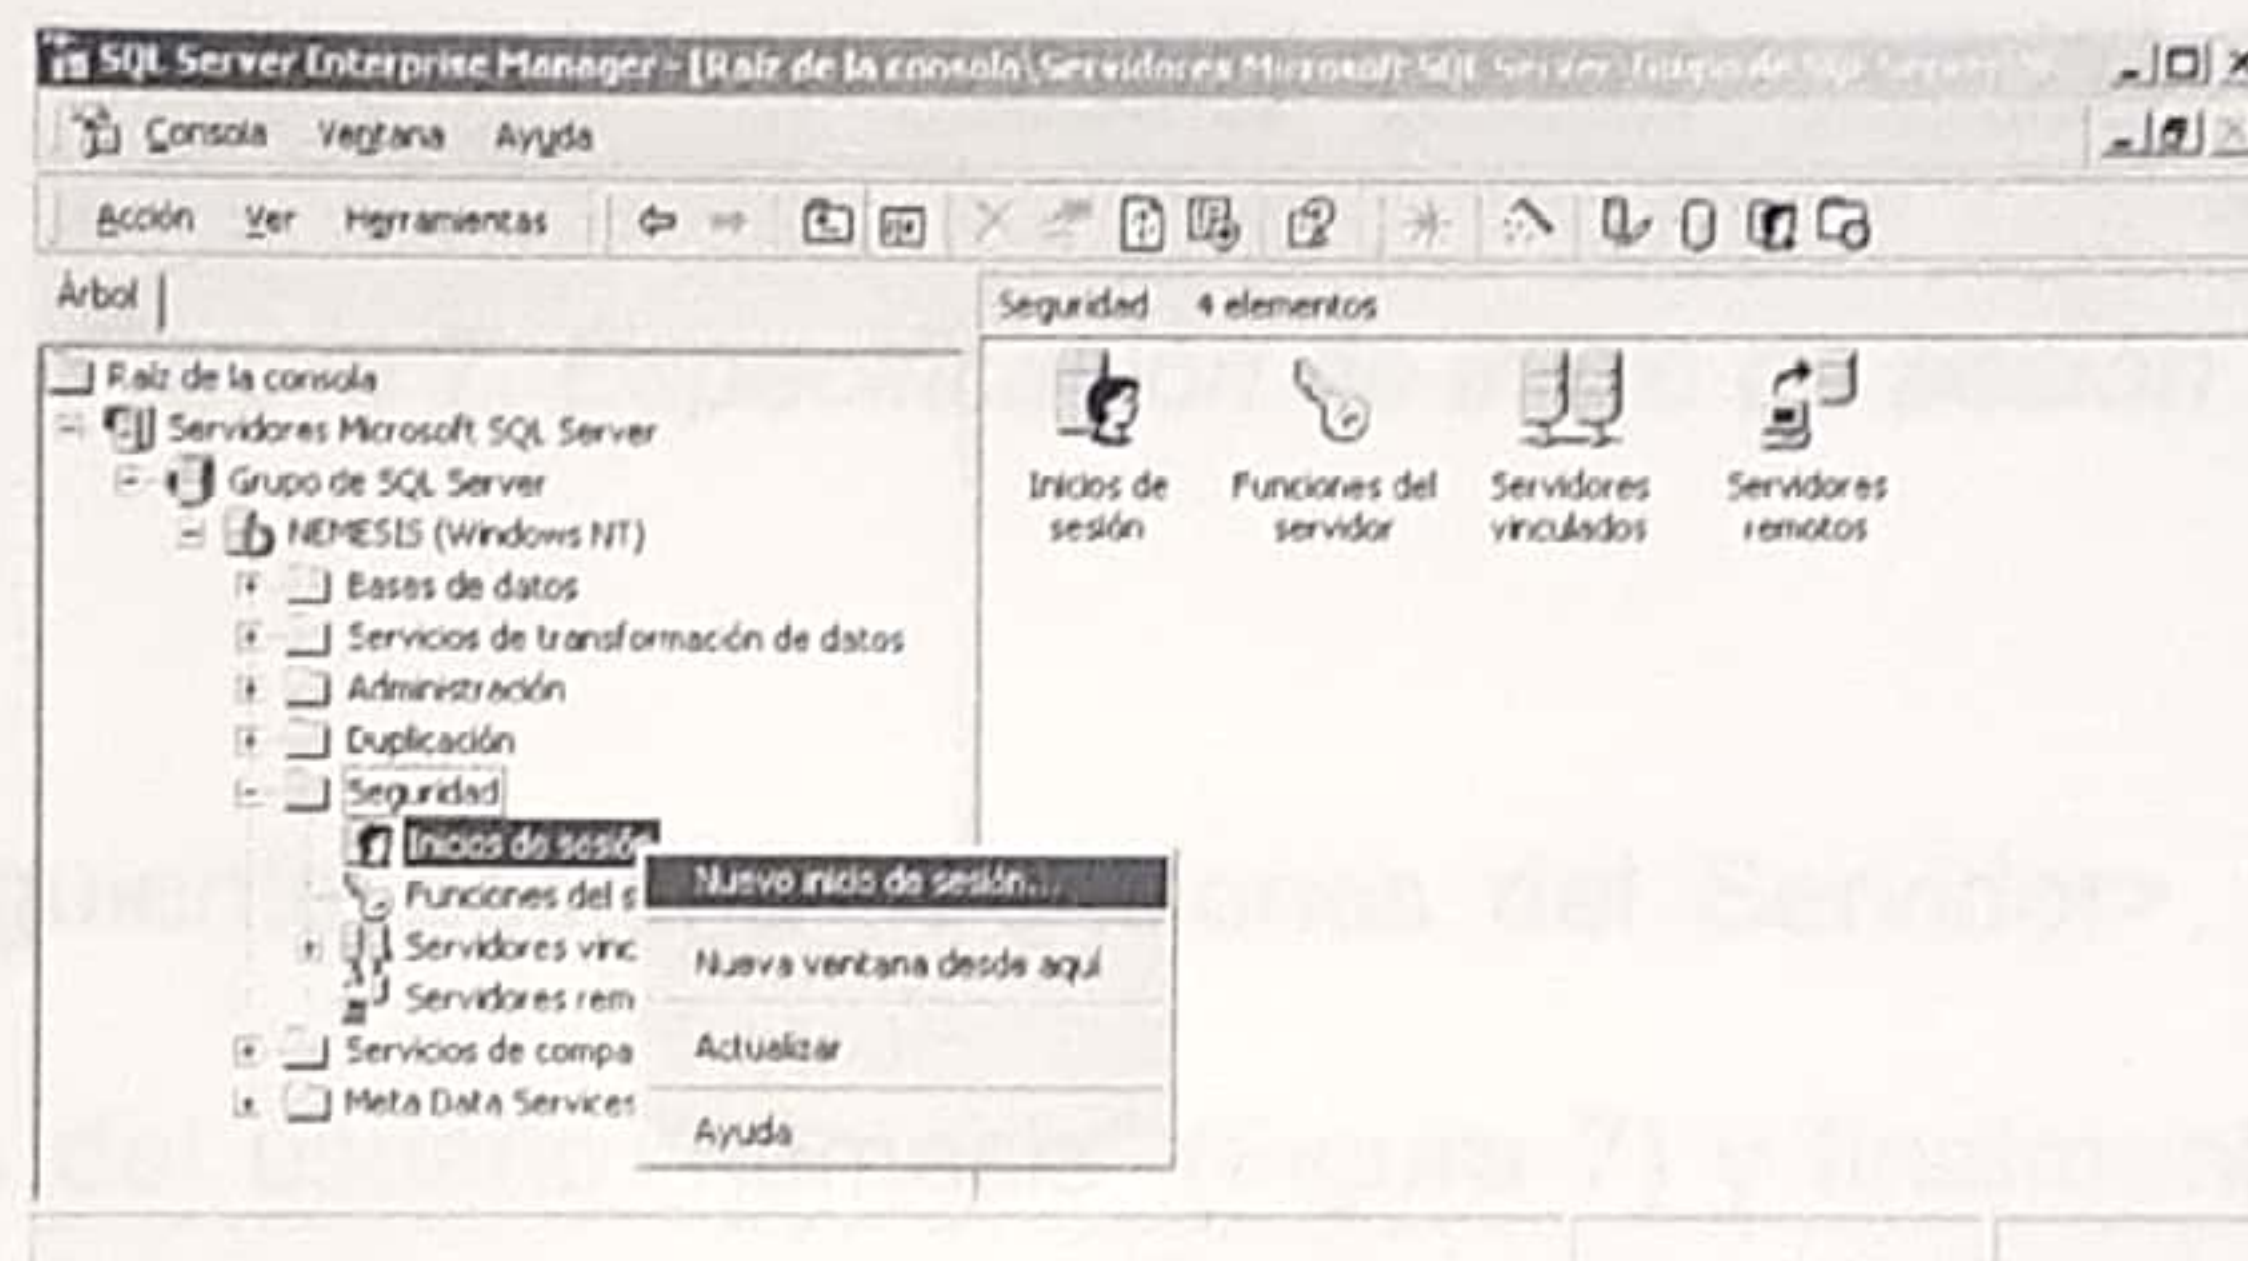 SQL Server Enterprise Manager - [Raíz de la consola\Servidores Microsoft SQL Server
Consola Ventana Ayuda
Acción Ver Herramientas
Árbol
Seguridad 4 elementos
Raíz de la consola
Servidores Microsoft SQL Server
Grupo de SQL Server
NEMESIS (Windows NT)
Bases de datos
Servicios de transformación de datos
Administración
Duplicación
Seguridad
Inicios de sesión
Funciones del s
Servidores vinc
Servidores rem
Servicios de compa
Meta Data Services
Nuevo inicio de sesión...
Nueva ventana desde aquí
Actualizar
Ayuda
Inicios de
sesión
Funciones del
servidor
Servidores
vinculados
Servidores
remotos